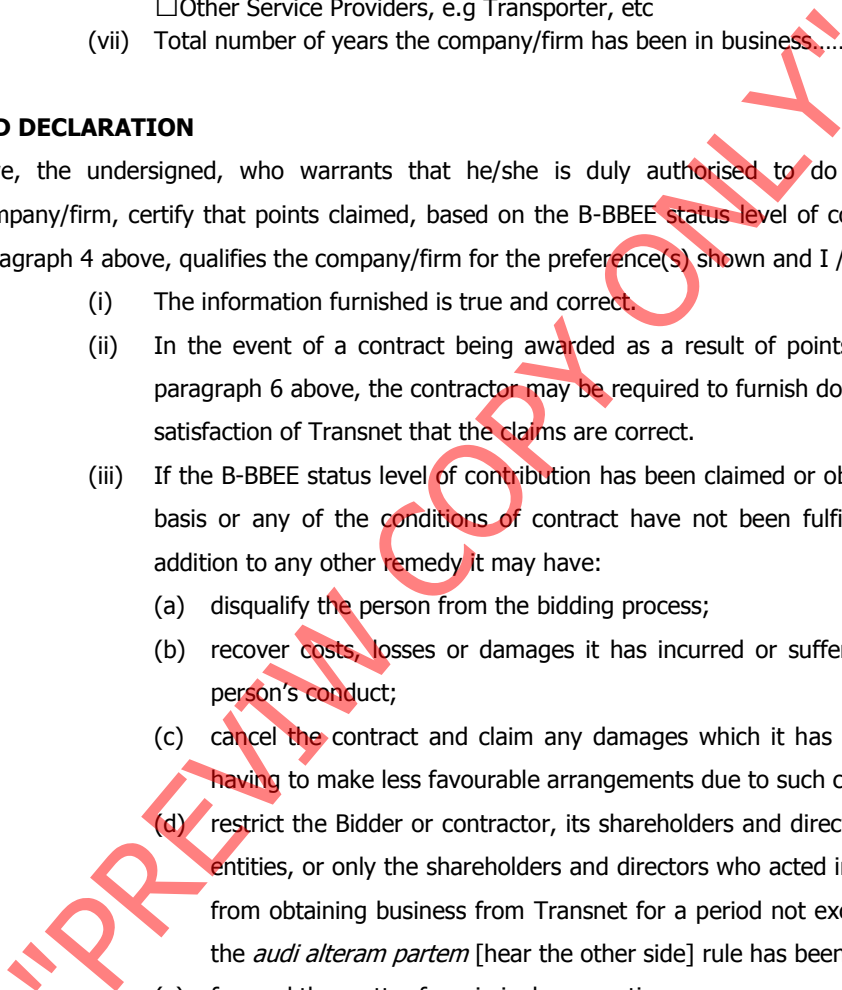 ☐Other Service Providers, e.g Transporter, etc
(vii) Total number of years the company/firm has been in business.....
D DECLARATION
e, the undersigned, who warrants that he/she is duly authorised to do
mpany/firm, certify that points claimed, based on the B-BBEE status level of co
agraph 4 above, qualifies the company/firm for the preference(s) shown and I /
(i) The information furnished is true and correct.
(ii) In the event of a contract being awarded as a result of points
paragraph 6 above, the contractor may be required to furnish do
satisfaction of Transnet that the claims are correct.
(iii) If the B-BBEE status level of contribution has been claimed or ob
basis or any of the conditions of contract have not been fulfi
addition to any other remedy it may have:
(a) disqualify the person from the bidding process;
(b) recover costs, losses or damages it has incurred or suffer
person's conduct;
(c) cancel the contract and claim any damages which it has
having to make less favourable arrangements due to such c
(d) restrict the Bidder or contractor, its shareholders and direc
entities, or only the shareholders and directors who acted i
from obtaining business from Transnet for a period not exc
the audi alteram partem [hear the other side] rule has been
"PREVIW COPY ONLY"